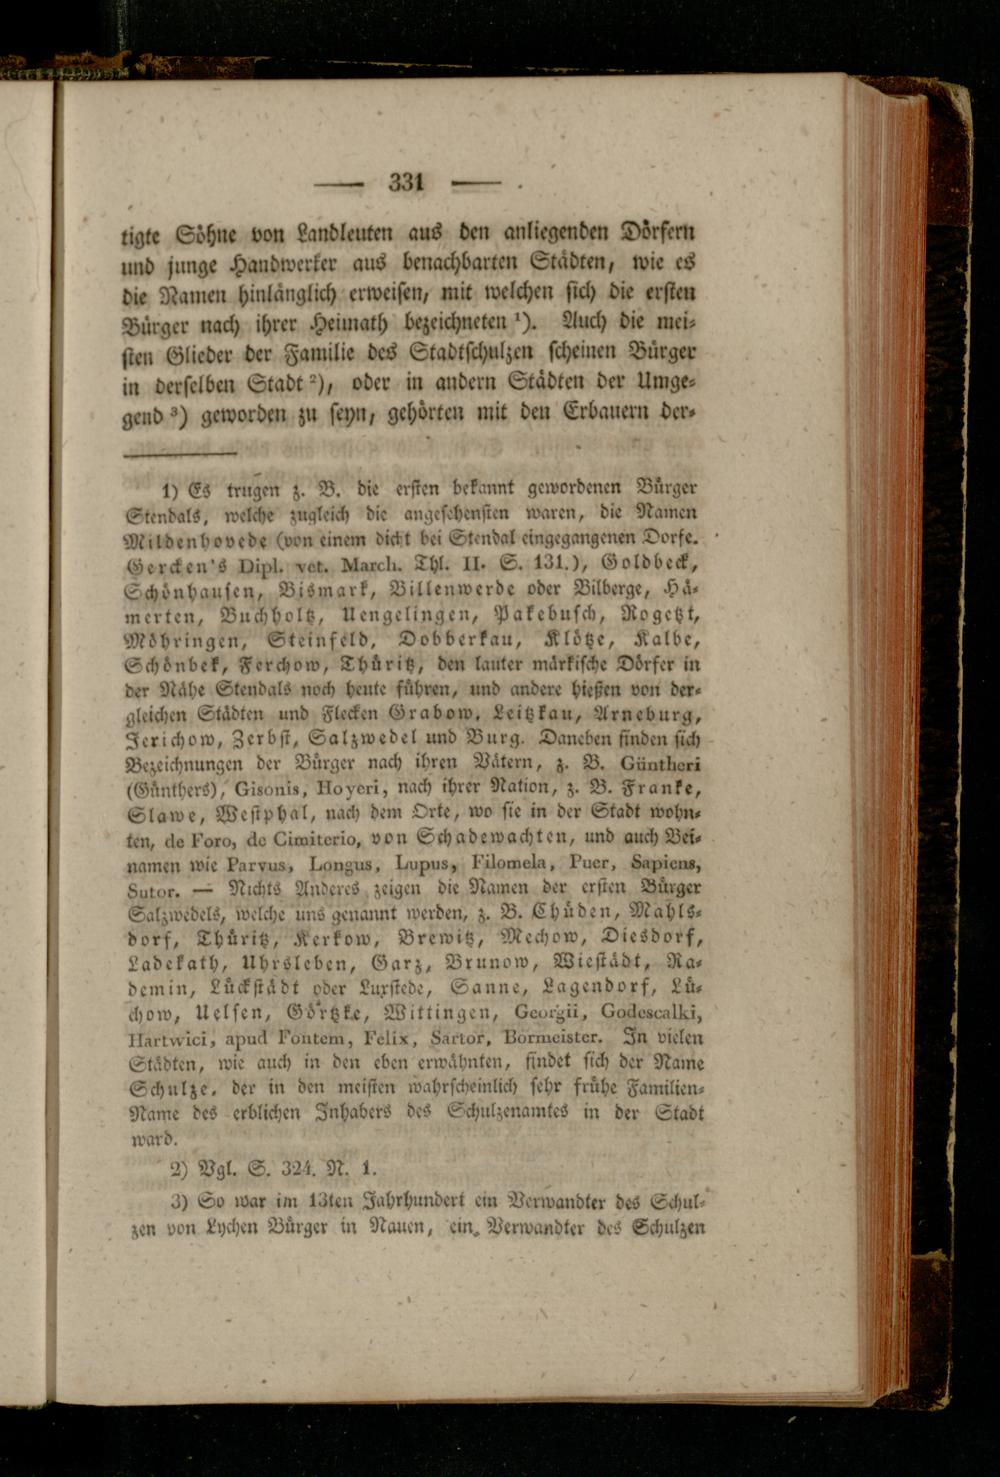 — 331 —
tigte Söhne von Landleuten aus den anliegenden Dörfern
und junge Handwerker aus benachbarten Städten, wie es
die Namen hinlänglich erweisen, mit welchen sich die ersten
Bürger nach ihrer Heimath bezeichneten ¹). Auch die mei-
sten Glieder der Familie des Stadtschulzen scheinen Bürger
in derselben Stadt ²), oder in andern Städten der Umge-
gend ³) geworden zu seyn, gehörten mit den Erbauern der-
1) Es trugen z. B. die ersten bekannt gewordenen Bürger
Stendals, welche zugleich die angesehensten waren, die Namen
Mildenhovede (von einem dicht bei Stendal eingegangenen Dorfe.
Gercken's Dipl. vet. March. Thl. II. S. 131.), Goldbeck,
Schönhausen, Bismark, Billenwerde oder Bilberge, Hä-
merten, Buchholtz, Uengelingen, Pakebusch, Rogetzt,
Möhringen, Steinfeld, Dobberkau, Klötze, Kalbe,
Schönbek, Ferchow, Thüritz, den lauter märkische Dörfer in
der Nähe Stendals noch heute führen, und andere hießen von der-
gleichen Städten und Flecken Grabow, Leitzkau, Arneburg,
Jerichow, Zerbst, Salzwedel und Burg. Daneben finden sich
Bezeichnungen der Bürger nach ihren Vätern, z. B. Güntheri
(Günthers), Gisonis, Hoyeri, nach ihrer Nation, z. B. Franke,
Slawe, Westphal, nach dem Orte, wo sie in der Stadt wohn-
ten, de Foro, de Cimiterio, von Schadewachten, und auch Bei-
namen wie Parvus, Longus, Lupus, Filomela, Puer, Sapiens,
Sutor. — Nichts Anderes zeigen die Namen der ersten Bürger
Salzwedels, welche uns genannt werden, z. B. Chüden, Mahls-
dorf, Thüritz, Kerkow, Brewitz, Mechow, Diesdorf,
Ladekath, Uhrsleben, Garz, Brunow, Wiestädt, Ra-
demin, Lückstädt oder Luxstede, Sanne, Lagendorf, Lü-
chow, Uelsen, Görtzke, Wittingen, Georgii, Godescalki,
Hartwici, apud Fontem, Felix, Sartor, Bormeister. In vielen
Städten, wie auch in den eben erwähnten, findet sich der Name
Schulze, der in den meisten wahrscheinlich sehr frühe Familien-
Name des erblichen Inhabers des Schulzenamtes in der Stadt
ward.
2) Vgl. S. 324. N. 1.
3) So war im 13ten Jahrhundert ein Verwandter des Schul-
zen von Lychen Bürger in Nauen, ein Verwandter des Schulzen